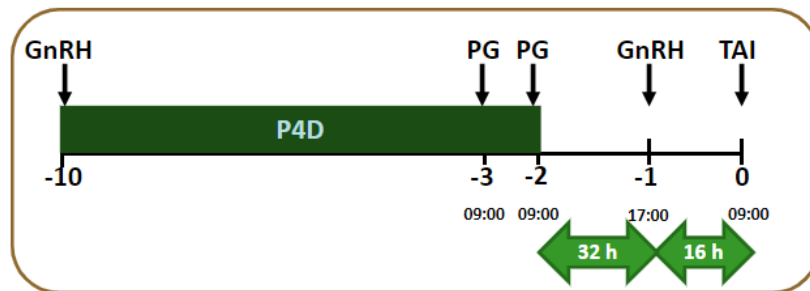 GnRH PG PG GnRH TAI
P4D
-10 -3 -2 -1 0
09:00 09:00 17:00 09:00
32 h 16 h